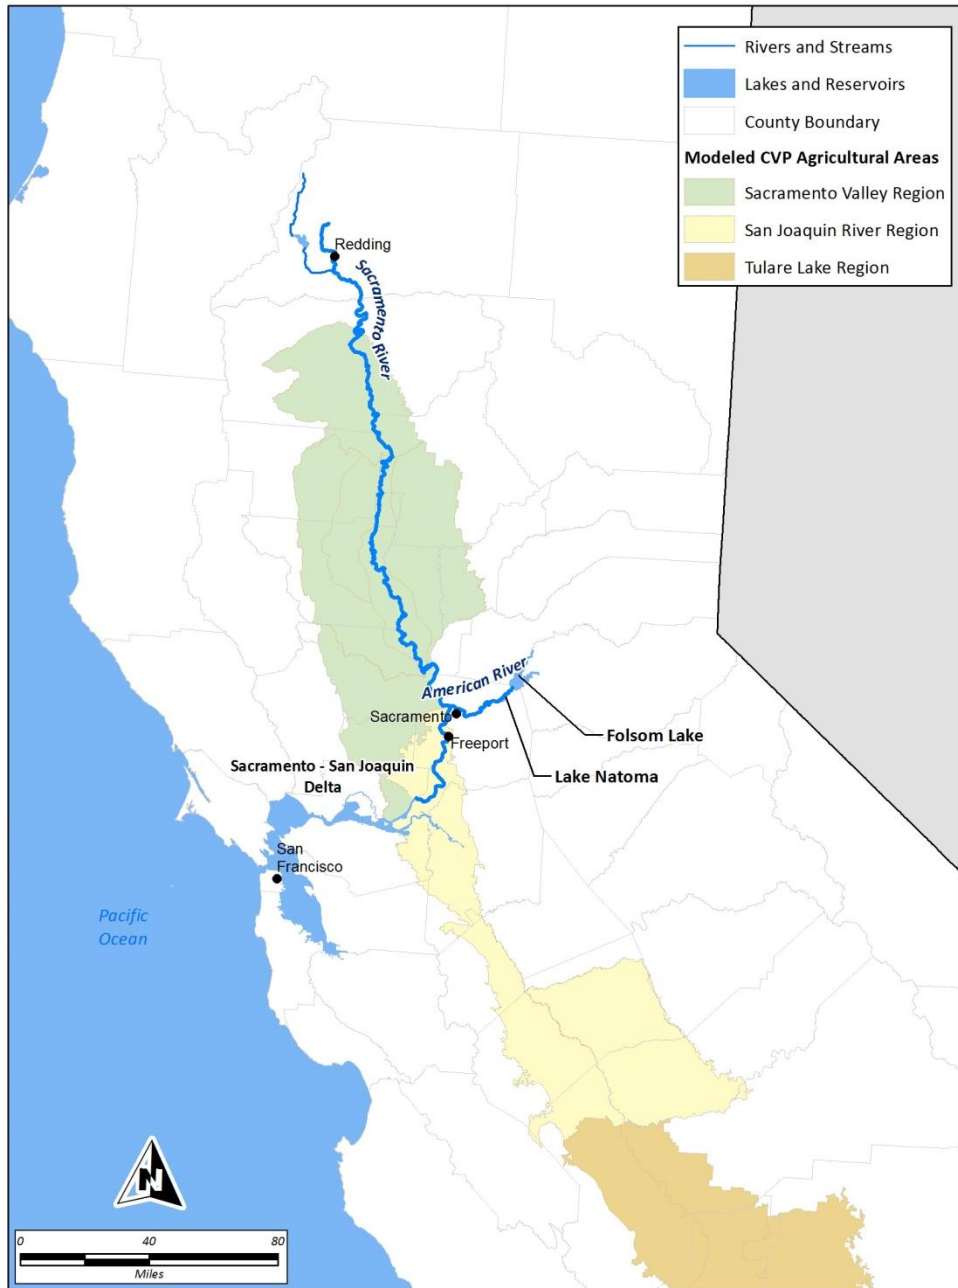 Rivers and Streams
Lakes and Reservoirs
County Boundary
Modeled CVP Agricultural Areas
Sacramento Valley Region
San Joaquin River Region
Tulare Lake Region
Redding
Sacramento River
American River
Sacramento
Freeport
Folsom Lake
Lake Natoma
Sacramento - San Joaquin
Delta
San
Francisco
Pacific
Ocean
N
0 40 80
Miles